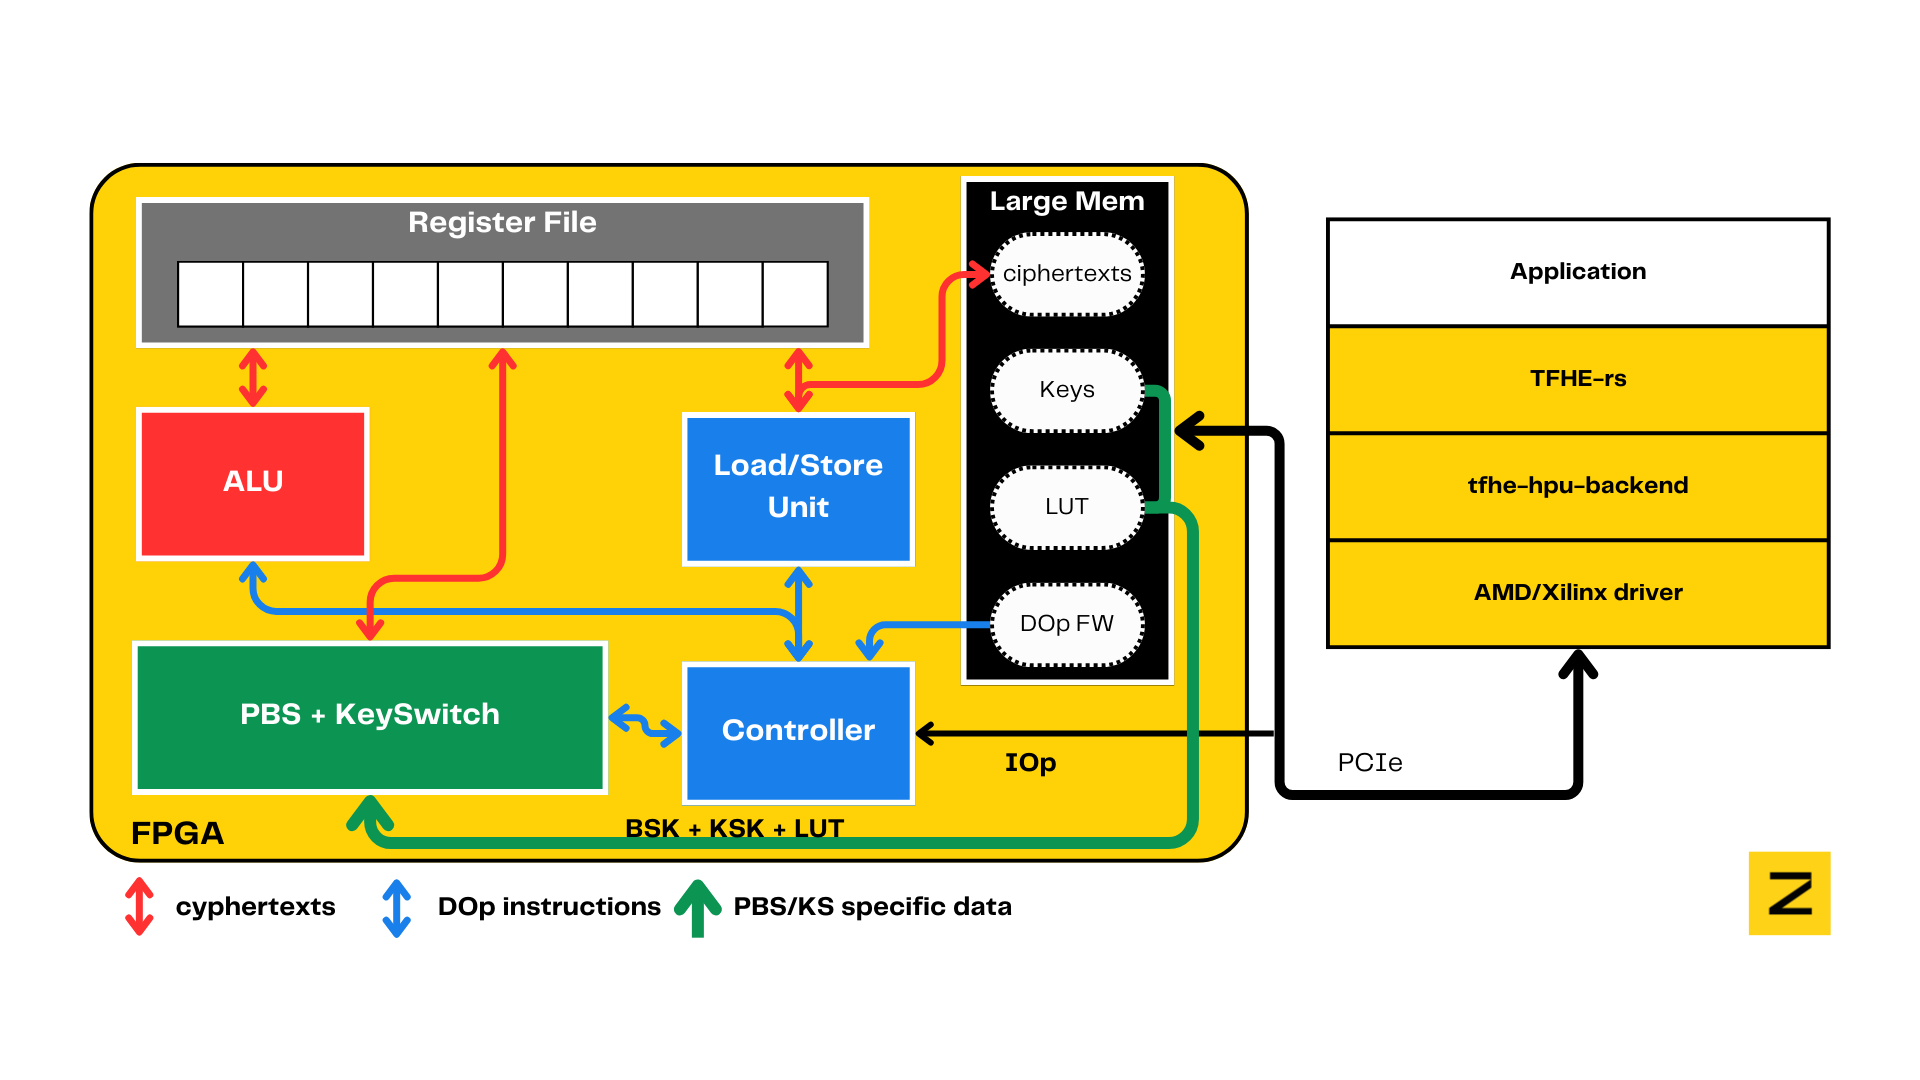 Register File
Large Mem
ciphertexts
Keys
LUT
DOp FW
ALU
Load/Store
Unit
PBS + KeySwitch
Controller
IOp
BSK + KSK + LUT
FPGA
Application
TFHE-rs
tfhe-hpu-backend
AMD/Xilinx driver
PCIe
cyphertexts
DOp instructions
PBS/KS specific data
Z